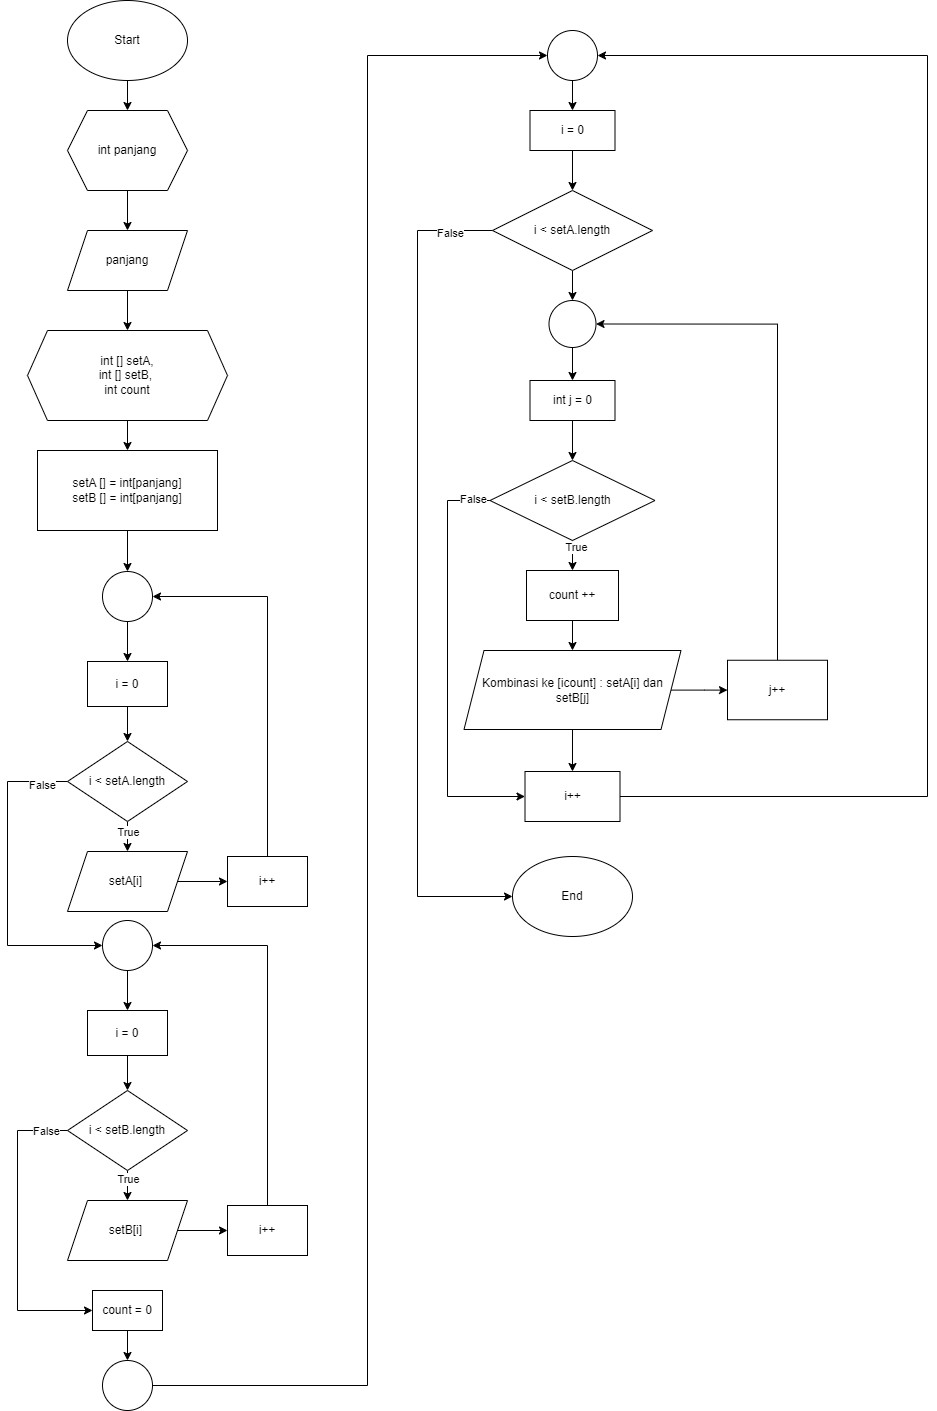 Start
int panjang
panjang
int [] setA,
int [] setB,
int count
setA [] = int[panjang]
setB [] = int[panjang]
i = 0
i < setA.length
False
True
setA[i]
i++
i = 0
i < setB.length
False
True
setB[i]
i++
count = 0
i = 0
i < setA.length
False
int j = 0
i < setB.length
False
True
count ++
Kombinasi ke [icount] : setA[i] dan
setB[j]
j++
i++
End